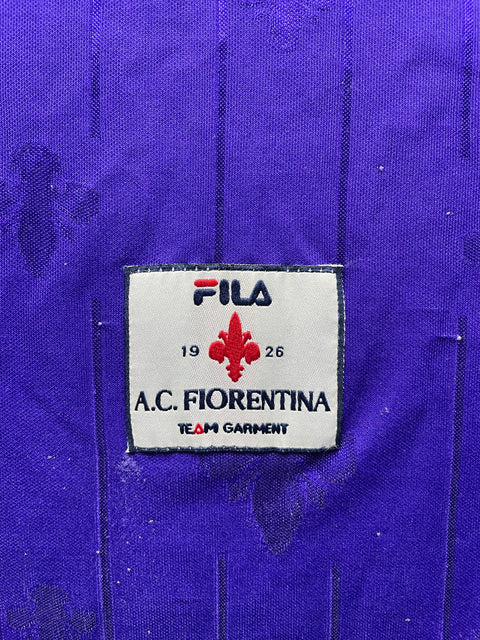 FILA
19 26
A.C. FIORENTINA
TEAM GARMENT